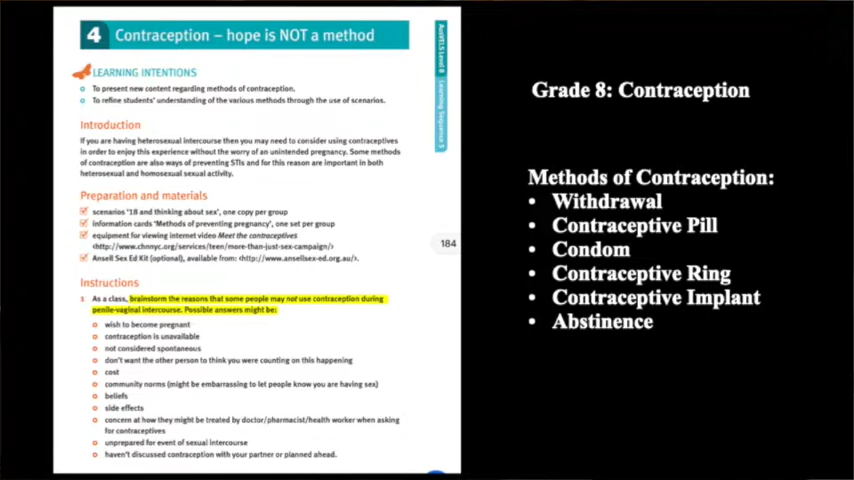 4 Contraception – hope is NOT a method
LEARNING INTENTIONS
To present new content regarding methods of contraception.
To refine students' understanding of the various methods through the use of scenarios.
Introduction
If you are having heterosexual intercourse then you may need to consider using contraceptives
in order to enjoy this experience without the worry of an unintended pregnancy. Some methods
of contraception are also ways of preventing STIs and for this reason are important in both
heterosexual and homosexual sexual activity.
Preparation and materials
scenarios '18 and thinking about sex', one copy per group
information cards 'Methods of preventing pregnancy', one set per group
equipment for viewing internet video Meet the contraceptives
<http://www.chnnyc.org/services/teen/more-than-just-sex-campaign/>
Ansell Sex Ed Kit (optional), available from: <http://www.ansellsex-ed.org.au/>.
Instructions
1 As a class, brainstorm the reasons that some people may not use contraception during
penile-vaginal intercourse. Possible answers might be:
wish to become pregnant
contraception is unavailable
not considered spontaneous
don't want the other person to think you were counting on this happening
cost
community norms (might be embarrassing to let people know you are having sex)
beliefs
side effects
concern at how they might be treated by doctor/pharmacist/health worker when asking
for contraceptives
unprepared for event of sexual intercourse
haven't discussed contraception with your partner or planned ahead.
AusVELS Level 8 Learning Sequence 5
184
Grade 8: Contraception
Methods of Contraception:
• Withdrawal
• Contraceptive Pill
• Condom
• Contraceptive Ring
• Contraceptive Implant
• Abstinence